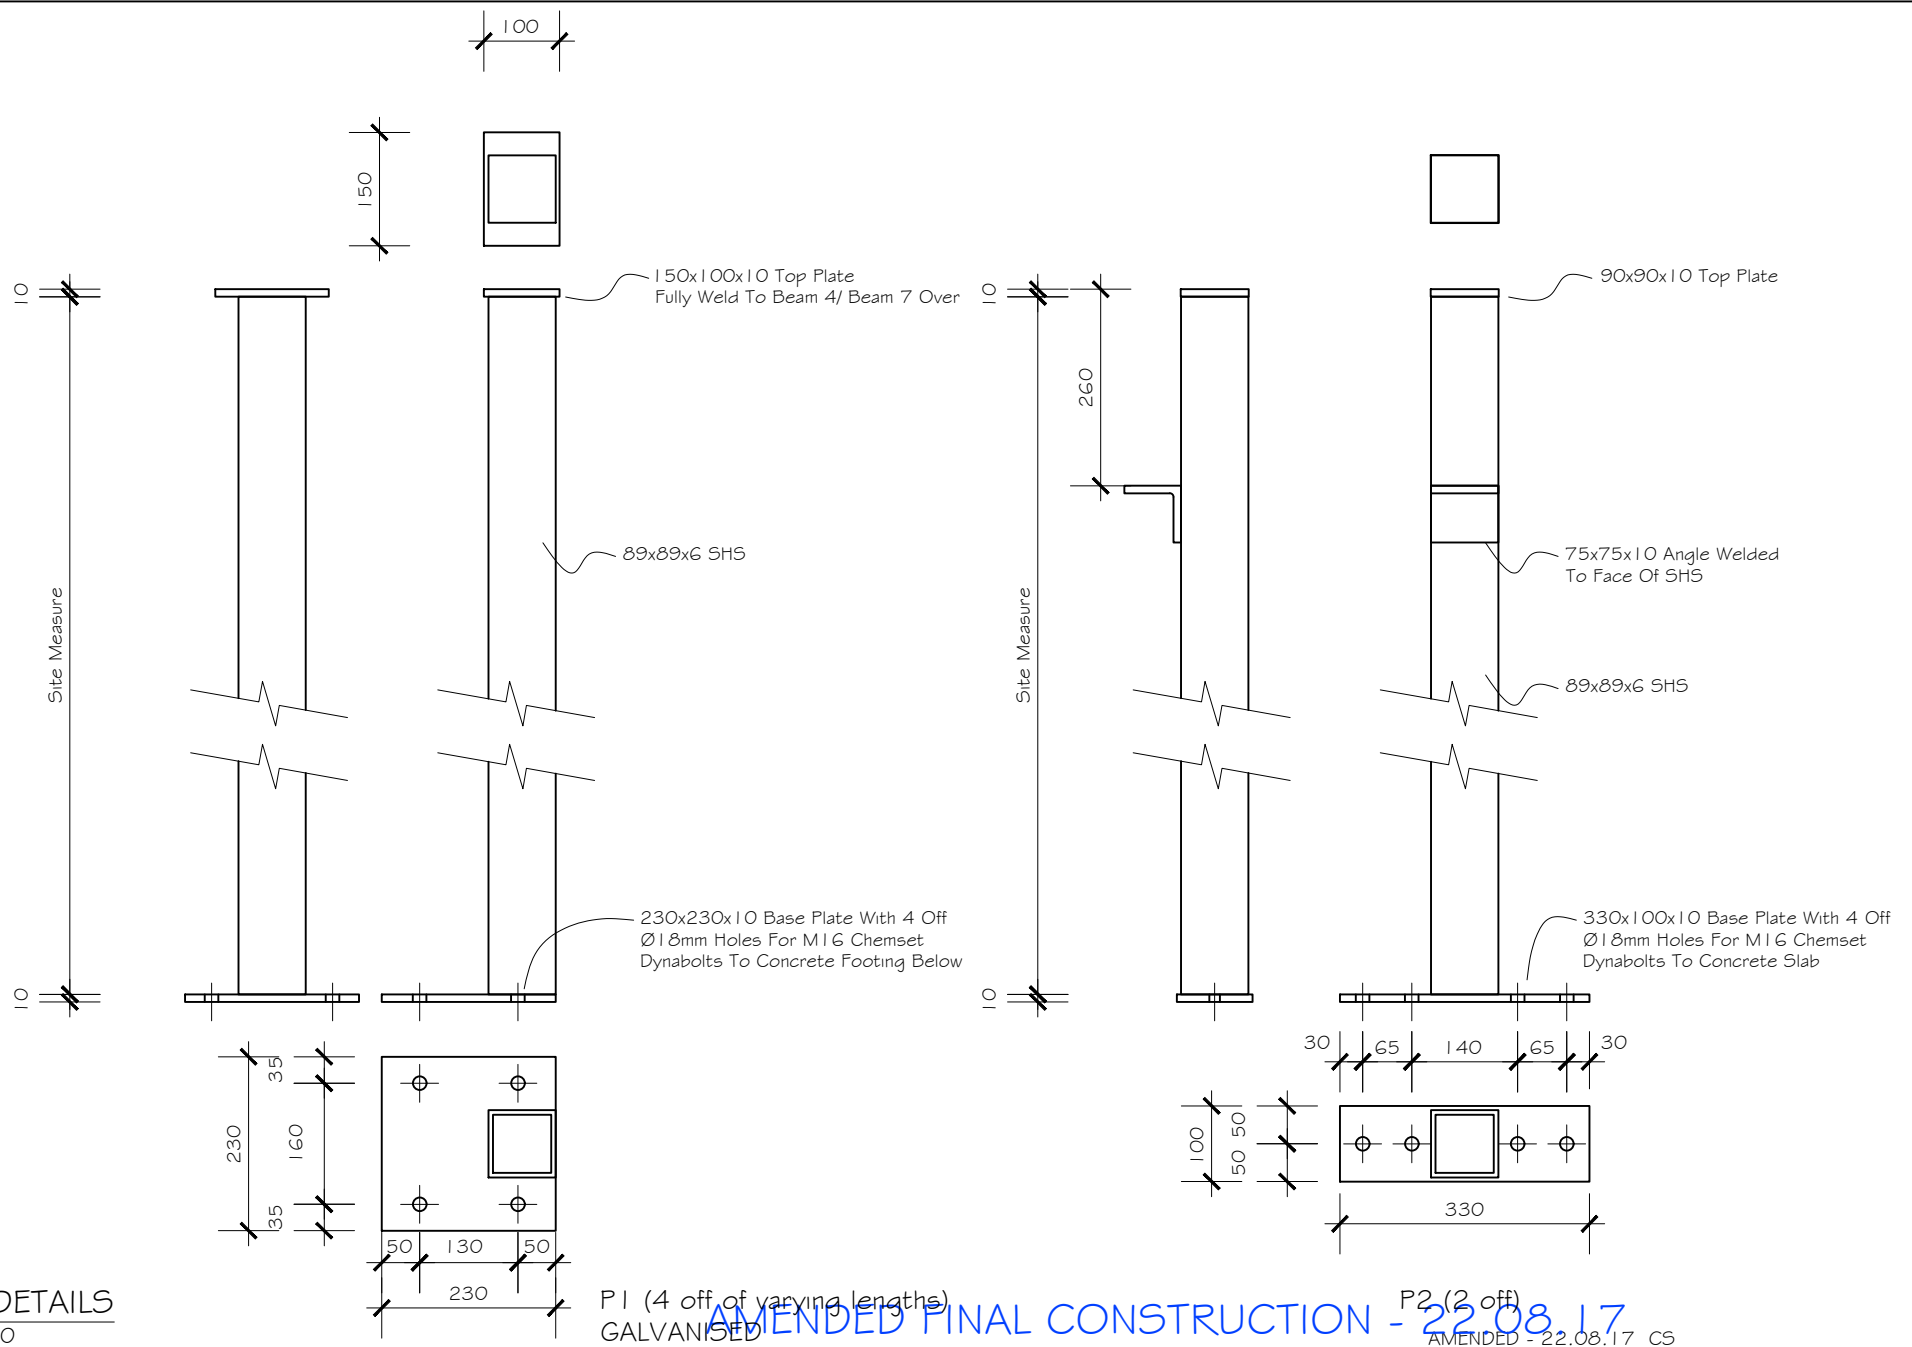 100
150
10
150x100x10 Top Plate
Fully Weld To Beam 4/ Beam 7 Over
10
90x90x10 Top Plate
260
89x89x6 SHS
75x75x10 Angle Welded
To Face Of SHS
Site Measure
Site Measure
89x89x6 SHS
230x230x10 Base Plate With 4 Off
Ø18mm Holes For M16 Chemset
Dynabolts To Concrete Footing Below
330x100x10 Base Plate With 4 Off
Ø18mm Holes For M16 Chemset
Dynabolts To Concrete Slab
10
10
30 65 140 65 30
35
230
160
35
100
50 50
330
50 130 50
230
DETAILS
0
P1 (4 off of varying lengths)
GALVANISED
P2 (2 off)
AMENDED FINAL CONSTRUCTION - 22.08.17
AMENDED - 22.08.17 CS